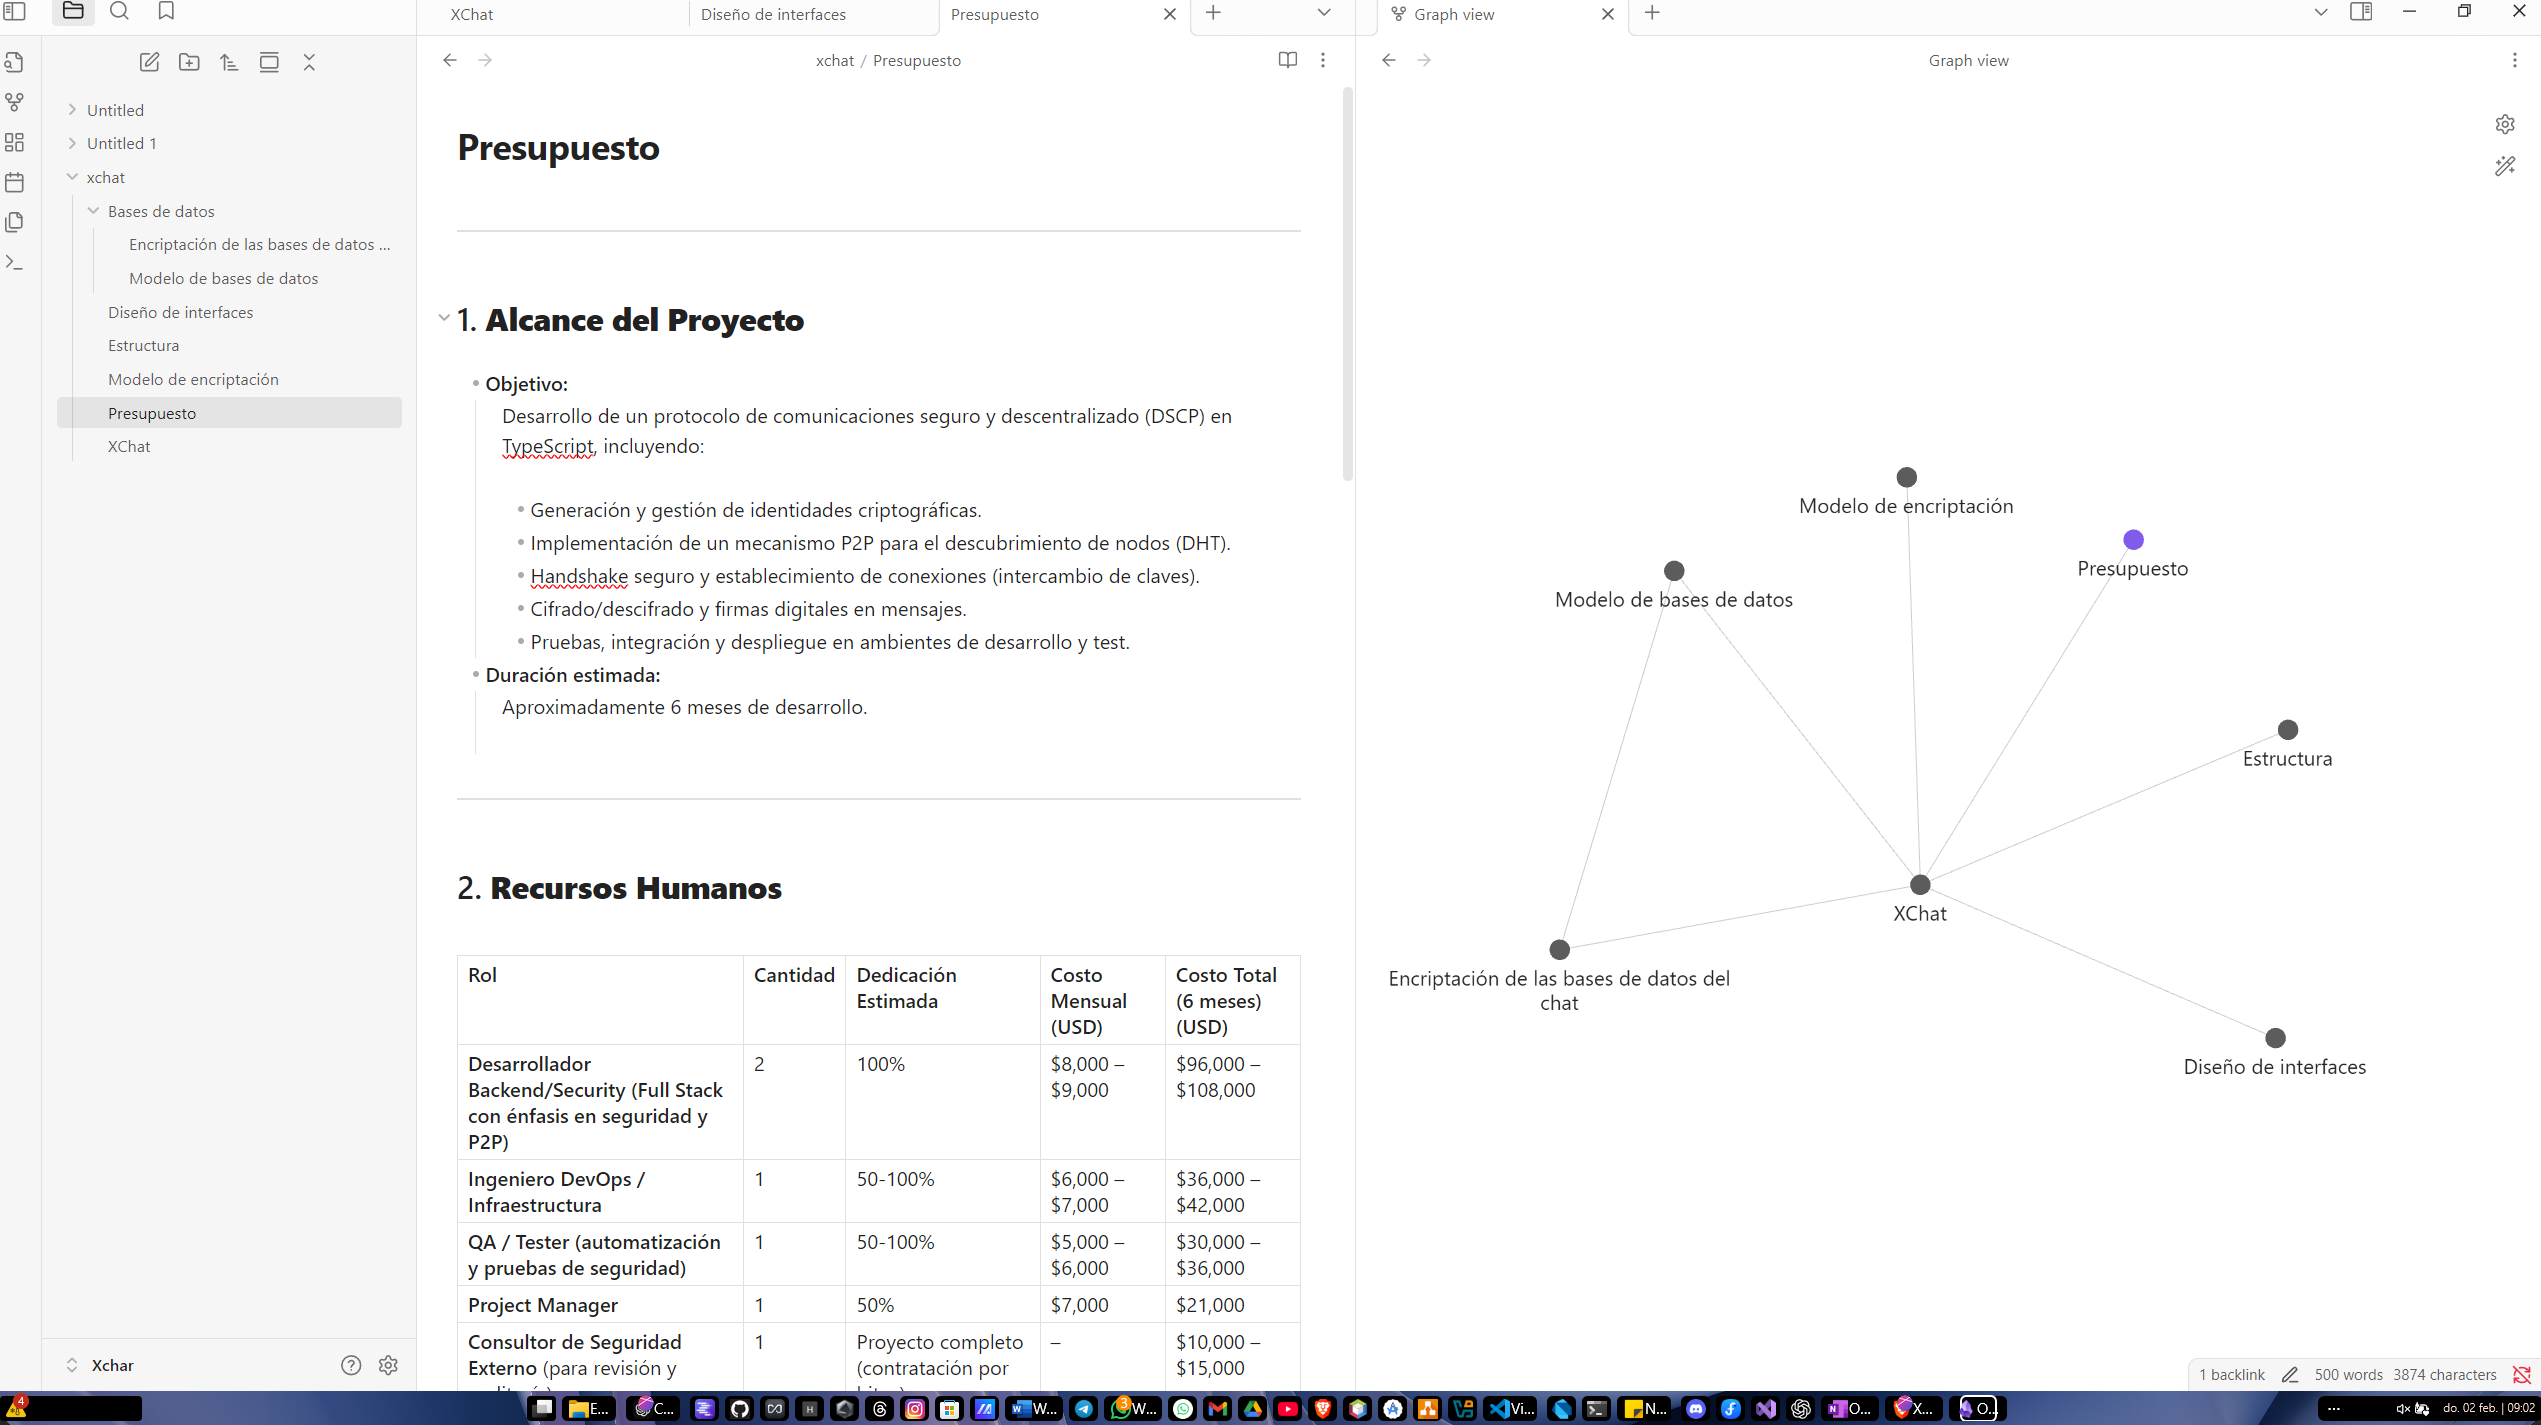 XChat
Diseño de interfaces
Presupuesto
Graph view
xchat / Presupuesto
Graph view
Untitled
Untitled 1
xchat
Bases de datos
Encriptación de las bases de datos ...
Modelo de bases de datos
Diseño de interfaces
Estructura
Modelo de encriptación
Presupuesto
XChat
Xchar
Presupuesto
1. Alcance del Proyecto
Objetivo:
Desarrollo de un protocolo de comunicaciones seguro y descentralizado (DSCP) en
TypeScript, incluyendo:
Generación y gestión de identidades criptográficas.
Implementación de un mecanismo P2P para el descubrimiento de nodos (DHT).
Handshake seguro y establecimiento de conexiones (intercambio de claves).
Cifrado/descifrado y firmas digitales en mensajes.
Pruebas, integración y despliegue en ambientes de desarrollo y test.
Duración estimada:
Aproximadamente 6 meses de desarrollo.
2. Recursos Humanos
Rol
Cantidad
Dedicación
Estimada
Costo
Mensual
(USD)
Costo Total
(6 meses)
(USD)
Desarrollador
Backend/Security (Full Stack
con énfasis en seguridad y
P2P)
2
100%
$8,000 –
$9,000
$96,000 –
$108,000
Ingeniero DevOps /
Infraestructura
1
50-100%
$6,000 –
$7,000
$36,000 –
$42,000
QA / Tester (automatización
y pruebas de seguridad)
1
50-100%
$5,000 –
$6,000
$30,000 –
$36,000
Project Manager
1
50%
$7,000
$21,000
Consultor de Seguridad
Externo (para revisión y
1
Proyecto completo
(contratación por
–
$10,000 –
$15,000
Modelo de encriptación
Presupuesto
Modelo de bases de datos
Estructura
XChat
Encriptación de las bases de datos del
chat
Diseño de interfaces
1 backlink
500 words
3874 characters
4
E...
C...
W...
3
W...
Vi...
N...
O...
X...
O...
do. 02 feb. | 09:02